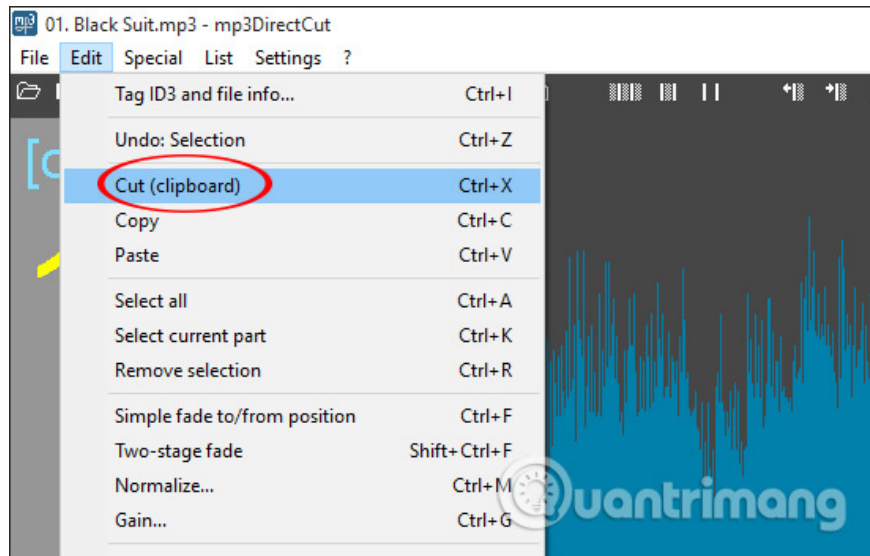 mp3 01. Black Suit.mp3 - mp3DirectCut
File Edit Special List Settings ?
Tag ID3 and file info... Ctrl+I
Undo: Selection Ctrl+Z
Cut (clipboard) Ctrl+X
Copy Ctrl+C
Paste Ctrl+V
Select all Ctrl+A
Select current part Ctrl+K
Remove selection Ctrl+R
Simple fade to/from position Ctrl+F
Two-stage fade Shift+Ctrl+F
Normalize... Ctrl+M
Gain... Ctrl+G
Quantrimang